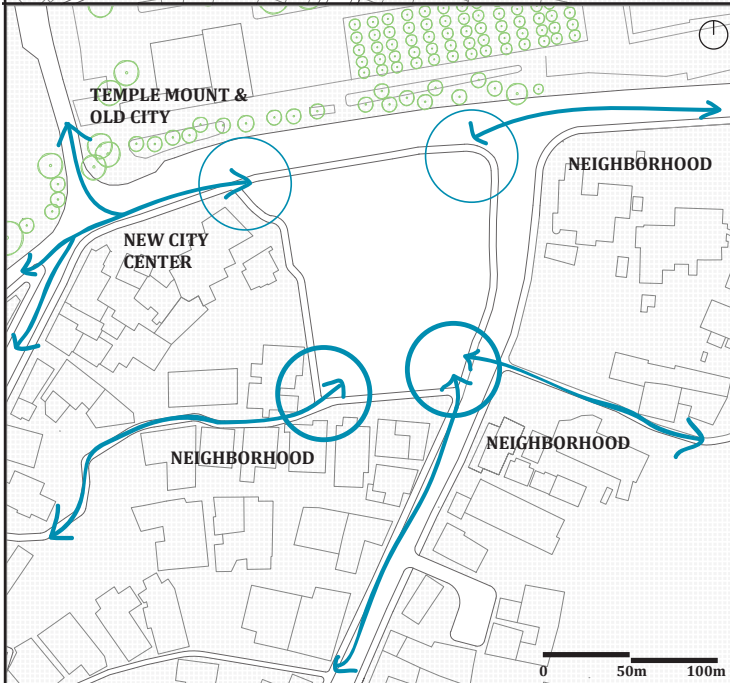 TEMPLE MOUNT &
OLD CITY
NEIGHBORHOOD
NEW CITY
CENTER
NEIGHBORHOOD
NEIGHBORHOOD
0 50m 100m